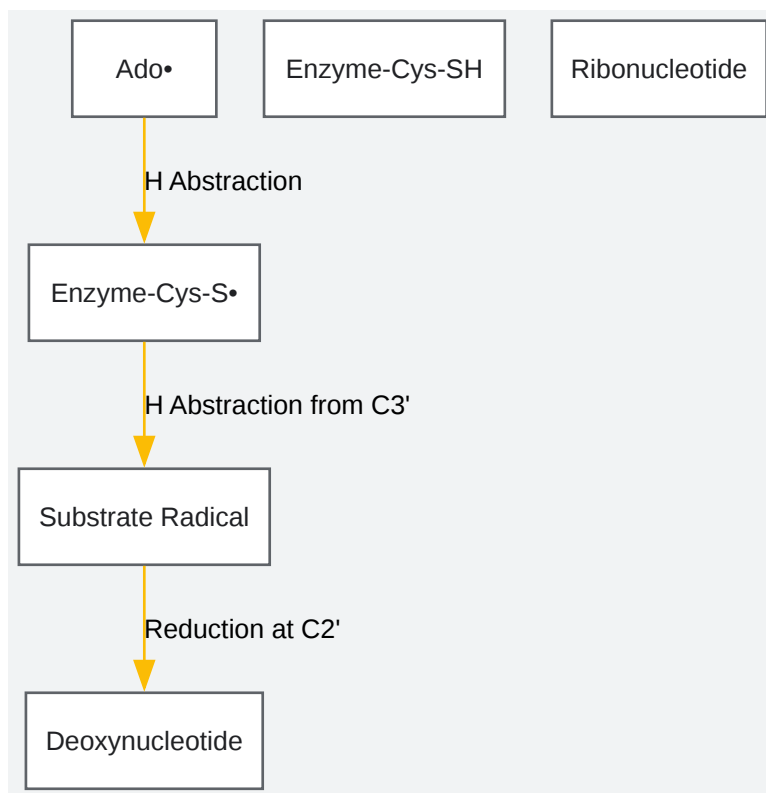 Ado•
Enzyme-Cys-SH
Ribonucleotide
H Abstraction
Enzyme-Cys-S•
H Abstraction from C3'
Substrate Radical
Reduction at C2'
Deoxynucleotide